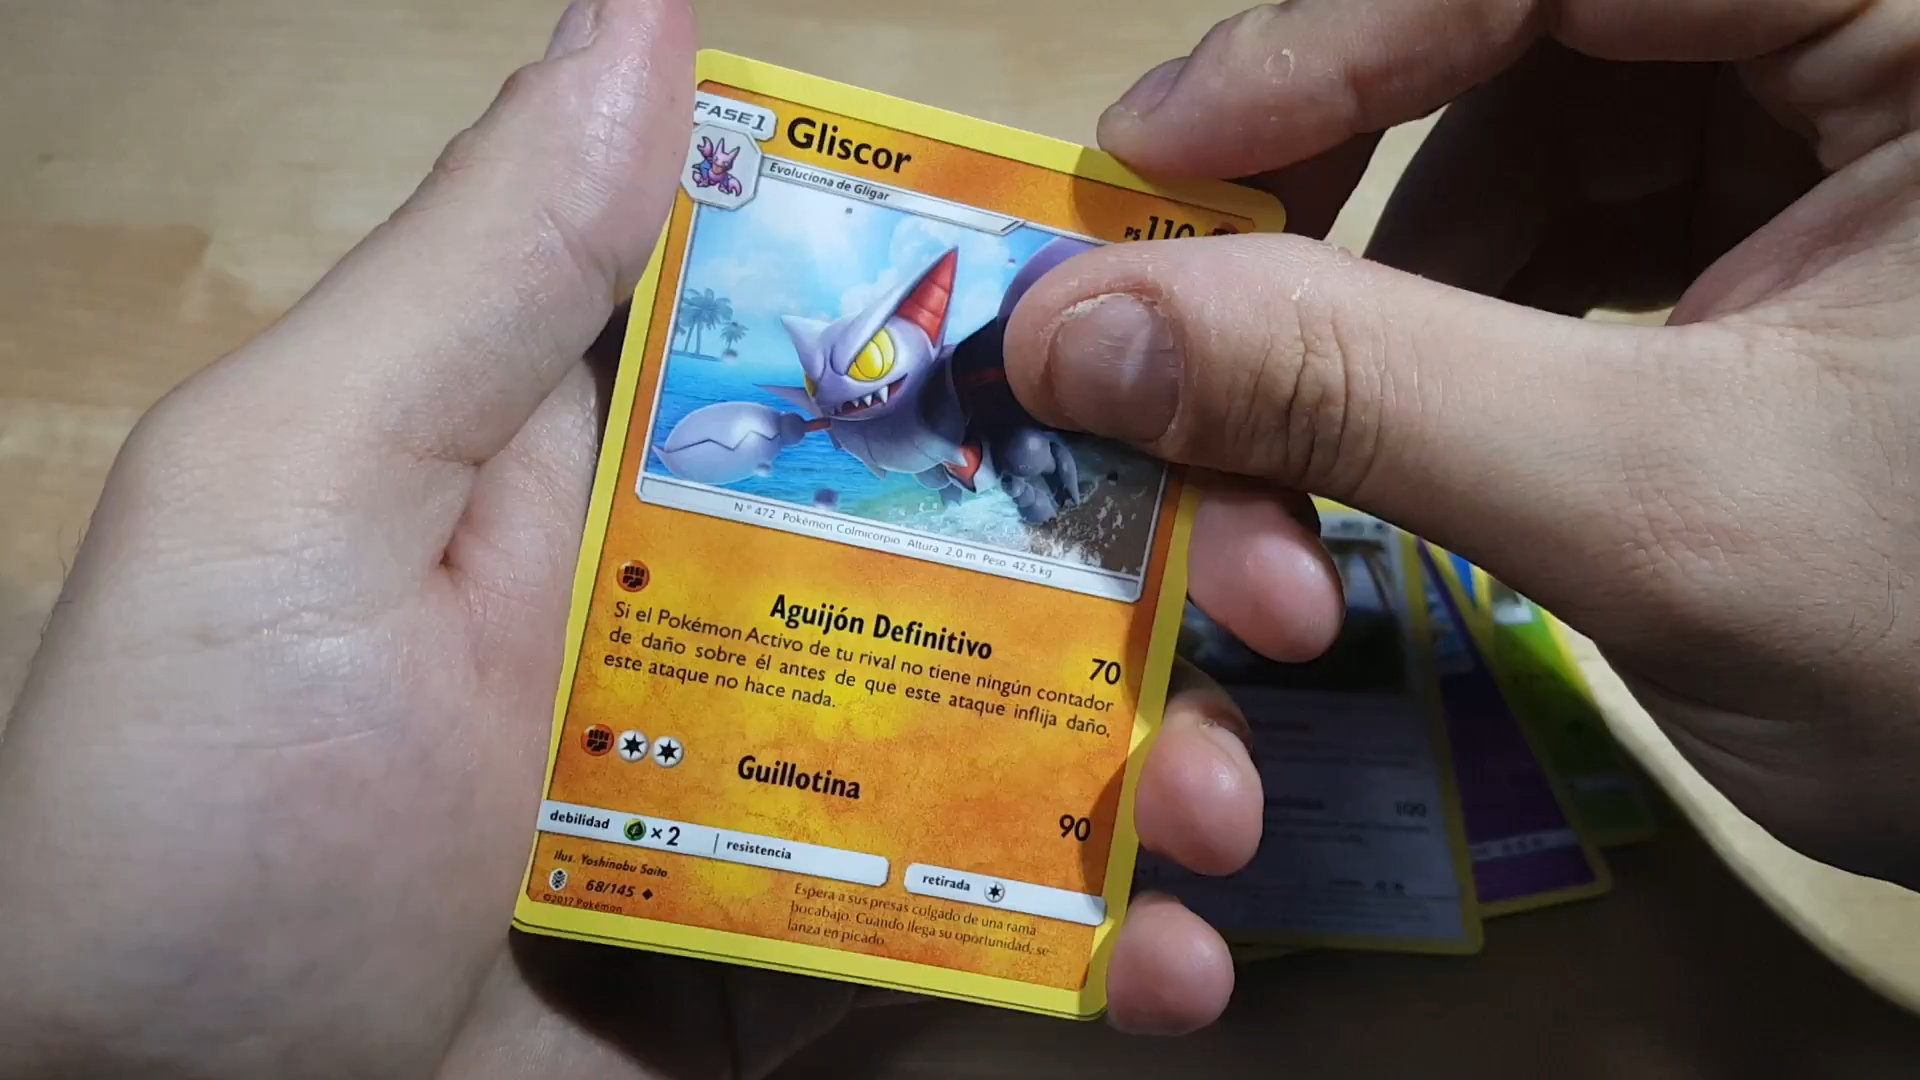 FASE1
Gliscor
Evoluciona de Gligar
PS 110
Nº 472 Pokémon Colmicorpio Altura 2,0 m Peso 42,5 kg
Aguijón Definitivo
70
Si el Pokémon Activo de tu rival no tiene ningún contador
de daño sobre él antes de que este ataque inflija daño,
este ataque no hace nada.
Guillotina
90
debilidad ×2 resistencia retirada
Ilus. Yoshinobu Saito
68/145
©2017 Pokémon
Espera a sus presas colgado de una rama
bocabajo. Cuando llega su oportunidad, se
lanza en picado.
100